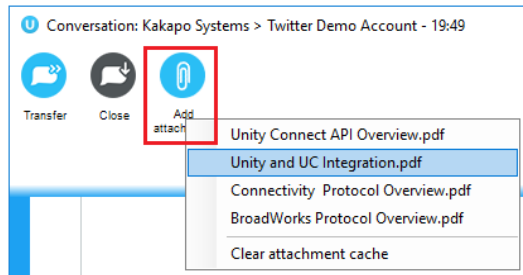 U Conversation: Kakapo Systems > Twitter Demo Account - 19:49
Transfer Close Add
attach
Unity Connect API Overview.pdf
Unity and UC Integration.pdf
Connectivity Protocol Overview.pdf
BroadWorks Protocol Overview.pdf
Clear attachment cache